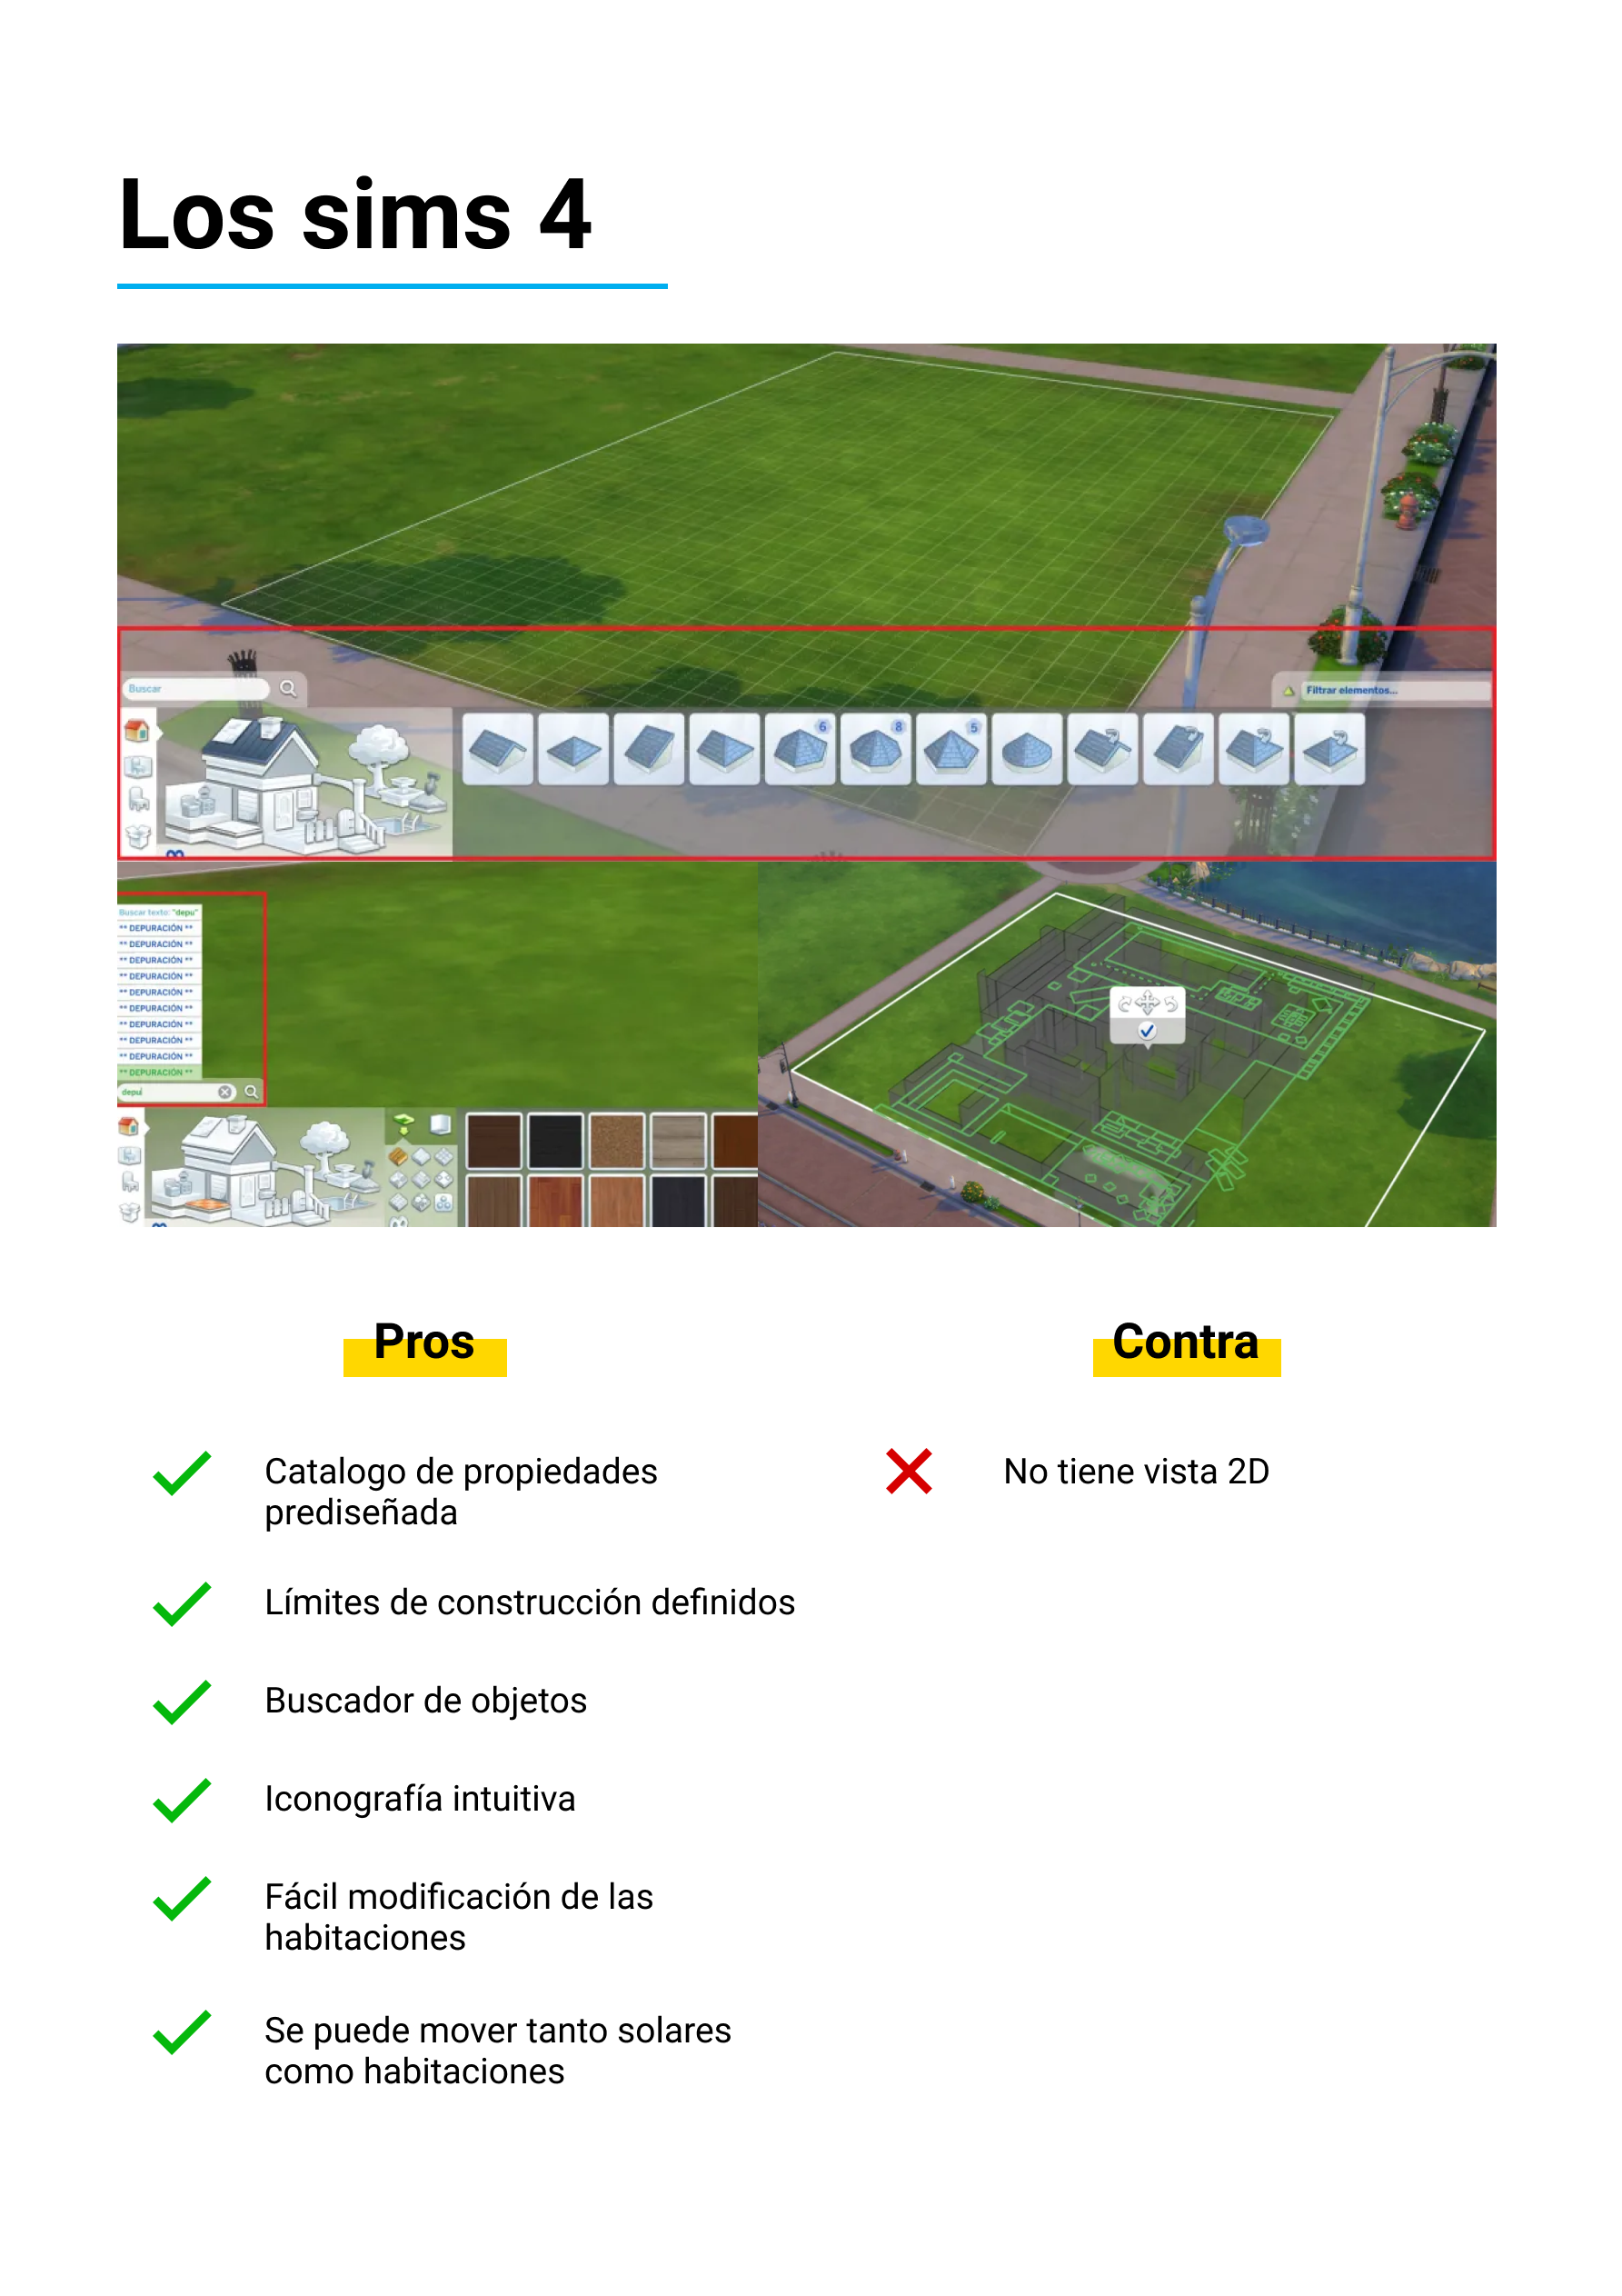 Los sims 4
Buscar
Filtrar elementos...
6
8
5
Buscar texto: "depu"
** DEPURACIÓN **
** DEPURACIÓN **
** DEPURACIÓN **
** DEPURACIÓN **
** DEPURACIÓN **
** DEPURACIÓN **
** DEPURACIÓN **
** DEPURACIÓN **
** DEPURACIÓN **
** DEPURACIÓN **
depu
Pros
Contra
Catalogo de propiedades
prediseñada
No tiene vista 2D
Límites de construcción definidos
Buscador de objetos
Iconografía intuitiva
Fácil modificación de las
habitaciones
Se puede mover tanto solares
como habitaciones